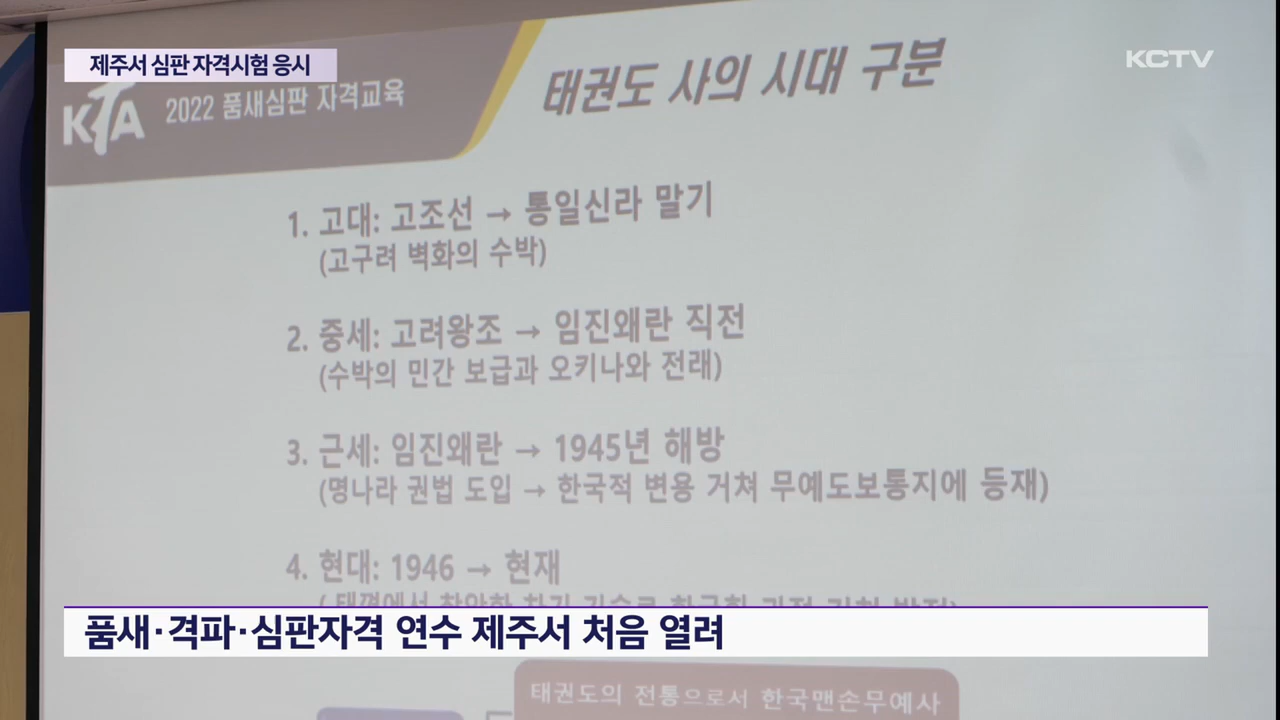 제주서 심판 자격시험 응시
KCTV
KTA 2022 품새심판 자격교육
태권도 사의 시대 구분
1. 고대: 고조선 → 통일신라 말기
(고구려 벽화의 수박)
2. 중세: 고려왕조 → 임진왜란 직전
(수박의 민간 보급과 오키나와 전래)
3. 근세: 임진왜란 → 1945년 해방
(명나라 권법 도입 → 한국적 변용 거쳐 무예도보통지에 등재)
4. 현대: 1946 → 현재
품새·격파·심판자격 연수 제주서 처음 열려
태권도의 전통으로서 한국맨손무예사